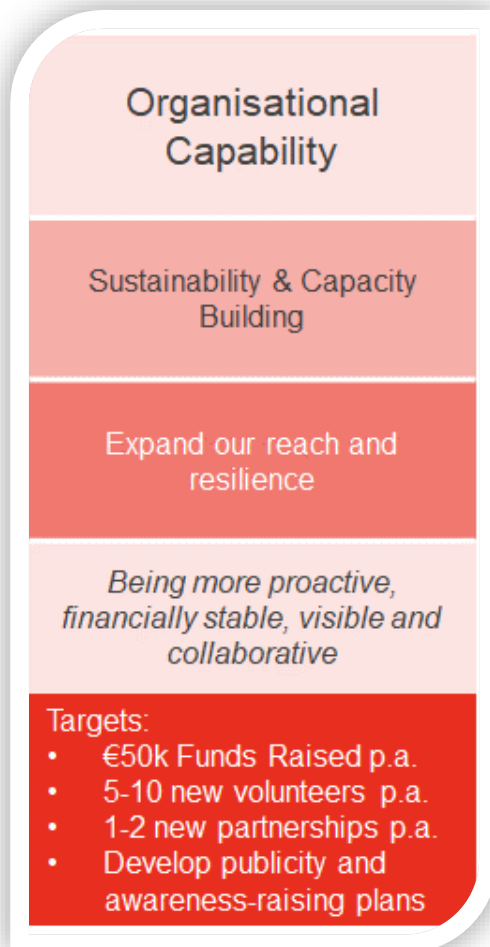 Organisational
Capability
Sustainability & Capacity
Building
Expand our reach and
resilience
Being more proactive,
financially stable, visible and
collaborative
Targets:
• €50k Funds Raised p.a.
• 5-10 new volunteers p.a.
• 1-2 new partnerships p.a.
• Develop publicity and
awareness-raising plans